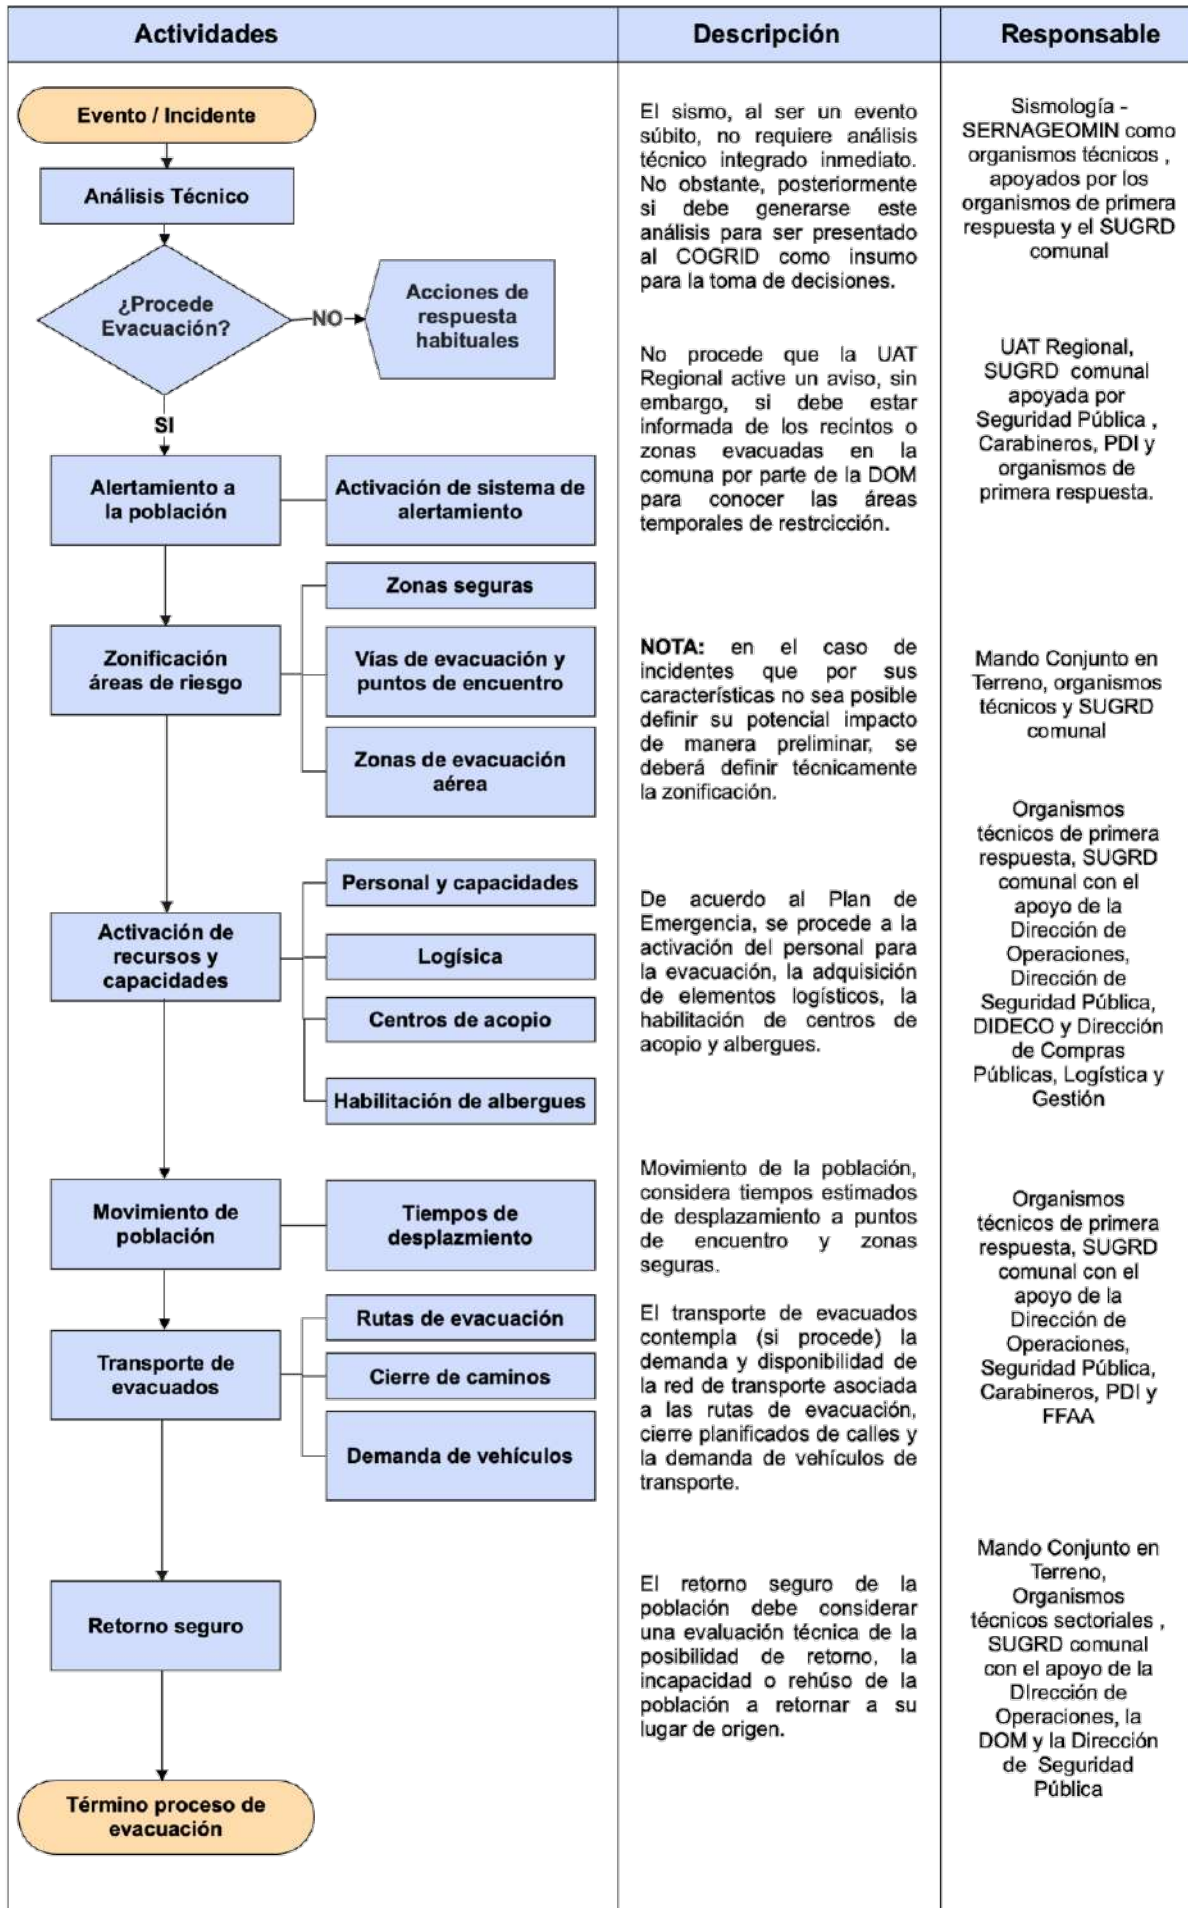 Actividades
Descripción
Responsable
Evento / Incidente
Análisis Técnico
¿Procede
Evacuación?
NO
Acciones de
respuesta
habituales
SI
Alertamiento a
la población
Activación de sistema de
alertamiento
Zonificación
áreas de riesgo
Zonas seguras
Vías de evacuación y
puntos de encuentro
Zonas de evacuación
aérea
Activación de
recursos y
capacidades
Personal y capacidades
Logísica
Centros de acopio
Habilitación de albergues
Movimiento de
población
Tiempos de
desplazmiento
Transporte de
evacuados
Rutas de evacuación
Cierre de caminos
Demanda de vehículos
Retorno seguro
Término proceso de
evacuación
El sismo, al ser un evento
súbito, no requiere análisis
técnico integrado inmediato.
No obstante, posteriormente
si debe generarse este
análisis para ser presentado
al COGRID como insumo
para la toma de decisiones.
No procede que la UAT
Regional active un aviso, sin
embargo, si debe estar
informada de los recintos o
zonas evacuadas en la
comuna por parte de la DOM
para conocer las áreas
temporales de restrcicción.
NOTA: en el caso de
incidentes que por sus
características no sea posible
definir su potencial impacto
de manera preliminar, se
deberá definir técnicamente
la zonificación.
De acuerdo al Plan de
Emergencia, se procede a la
activación del personal para
la evacuación, la adquisición
de elementos logísticos, la
habilitación de centros de
acopio y albergues.
Movimiento de la población,
considera tiempos estimados
de desplazamiento a puntos
de encuentro y zonas
seguras.
El transporte de evacuados
contempla (si procede) la
demanda y disponibilidad de
la red de transporte asociada
a las rutas de evacuación,
cierre planificados de calles y
la demanda de vehículos de
transporte.
El retorno seguro de la
población debe considerar
una evaluación técnica de la
posibilidad de retorno, la
incapacidad o rehúso de la
población a retornar a su
lugar de origen.
Sismología -
SERNAGEOMIN como
organismos técnicos ,
apoyados por los
organismos de primera
respuesta y el SUGRD
comunal
UAT Regional,
SUGRD comunal
apoyada por
Seguridad Pública ,
Carabineros, PDI y
organismos de
primera respuesta.
Mando Conjunto en
Terreno, organismos
técnicos y SUGRD
comunal
Organismos
técnicos de primera
respuesta, SUGRD
comunal con el
apoyo de la
Dirección de
Operaciones,
Dirección de
Seguridad Pública,
DIDECO y Dirección
de Compras
Públicas, Logística y
Gestión
Organismos
técnicos de primera
respuesta, SUGRD
comunal con el
apoyo de la
Dirección de
Operaciones,
Seguridad Pública,
Carabineros, PDI y
FFAA
Mando Conjunto en
Terreno,
Organismos
técnicos sectoriales ,
SUGRD comunal
con el apoyo de la
DIrección de
Operaciones, la
DOM y la Dirección
de Seguridad
Pública